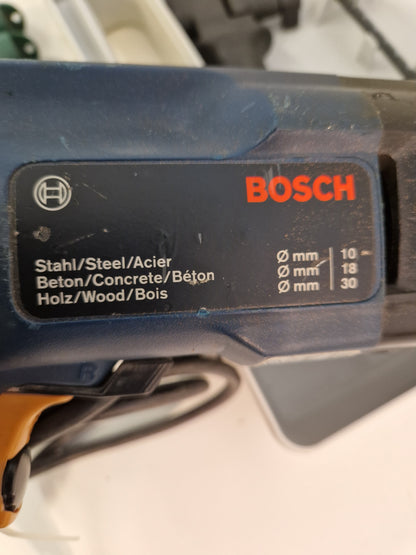 BOSCH
Stahl/Steel/Acier Ø mm 10
Beton/Concrete/Béton Ø mm 18
Holz/Wood/Bois Ø mm 30
R